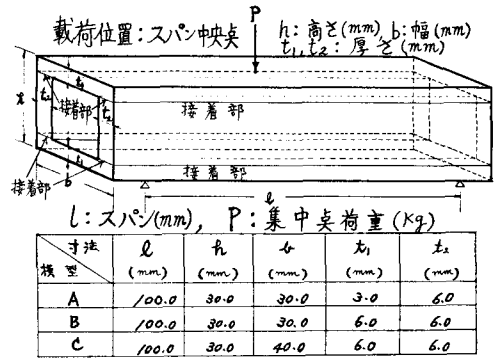 載荷位置：スパン中央点
P
h：高さ(mm), b：幅(mm)
t₁,t₂：厚さ(mm)
h
t₁
t₂
接着部
t₂
接着部
接着部
t₁
b
接着部
l
l：スパン(mm), P：集中点荷重(Kg)
寸法 l h b t₁ t₂
模型 (mm) (mm) (mm) (mm) (mm)
A 100.0 30.0 30.0 3.0 6.0
B 100.0 30.0 30.0 6.0 6.0
C 100.0 30.0 40.0 6.0 6.0